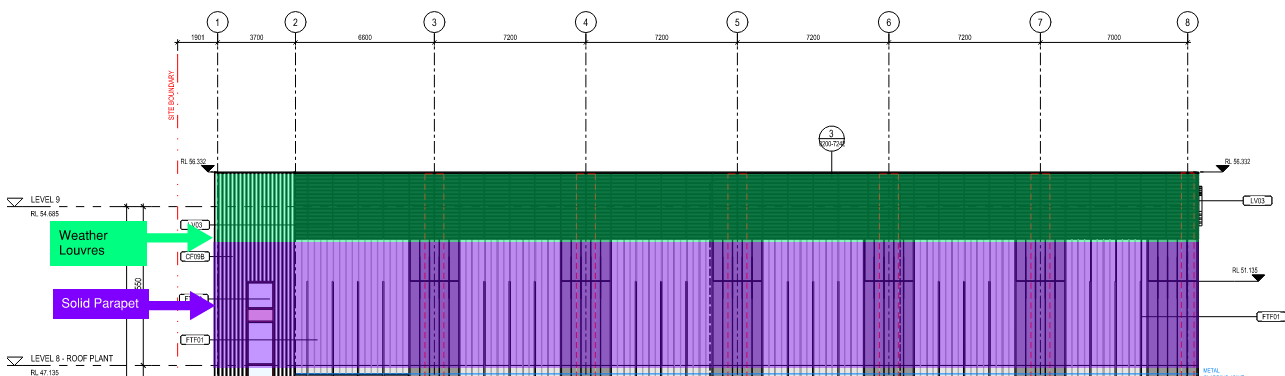 1 2 3 4 5 6 7 8
1901 3700 6600 7200 7200 7200 7200 7000
SITE BOUNDARY
3
RL 56.332
RL 56.332
LEVEL 9
RL 54.685
LV03
LV03
Weather
Louvres
CF09B
550
RL 51.135
Solid Parapet
FTF01
FTF01
LEVEL 8 - ROOF PLANT
RL 47.135
METAL